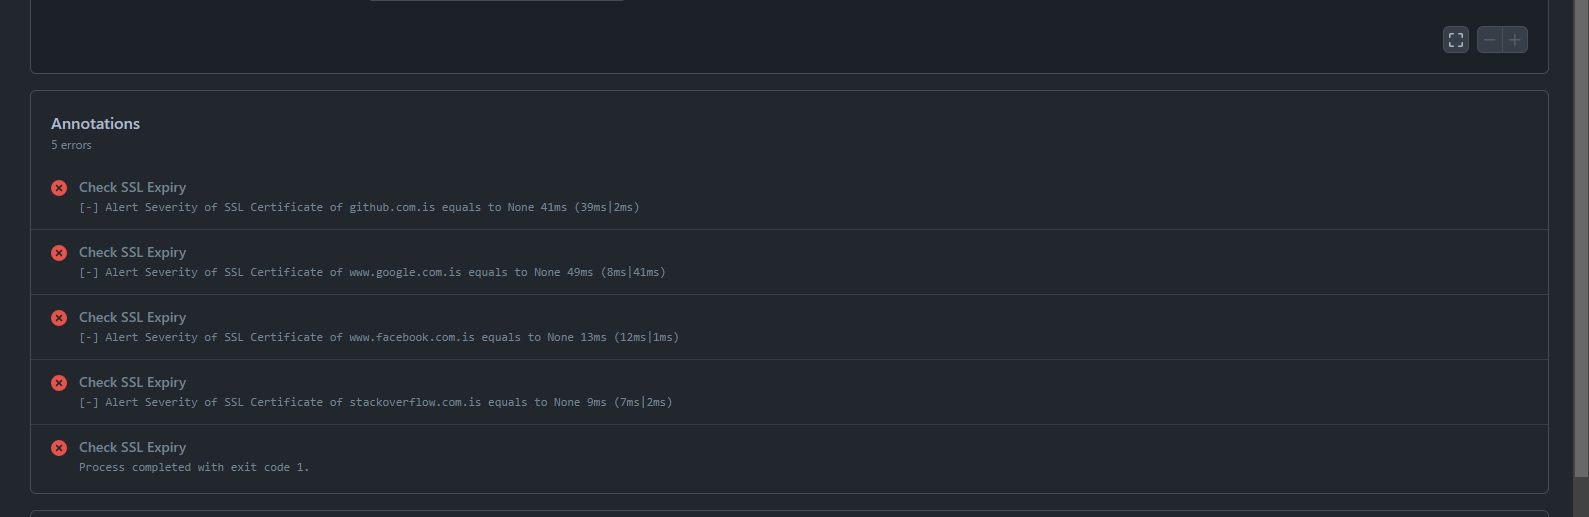 Annotations
5 errors
Check SSL Expiry
[-] Alert Severity of SSL Certificate of github.com.is equals to None 41ms (39ms|2ms)
Check SSL Expiry
[-] Alert Severity of SSL Certificate of www.google.com.is equals to None 49ms (8ms|41ms)
Check SSL Expiry
[-] Alert Severity of SSL Certificate of www.facebook.com.is equals to None 13ms (12ms|1ms)
Check SSL Expiry
[-] Alert Severity of SSL Certificate of stackoverflow.com.is equals to None 9ms (7ms|2ms)
Check SSL Expiry
Process completed with exit code 1.